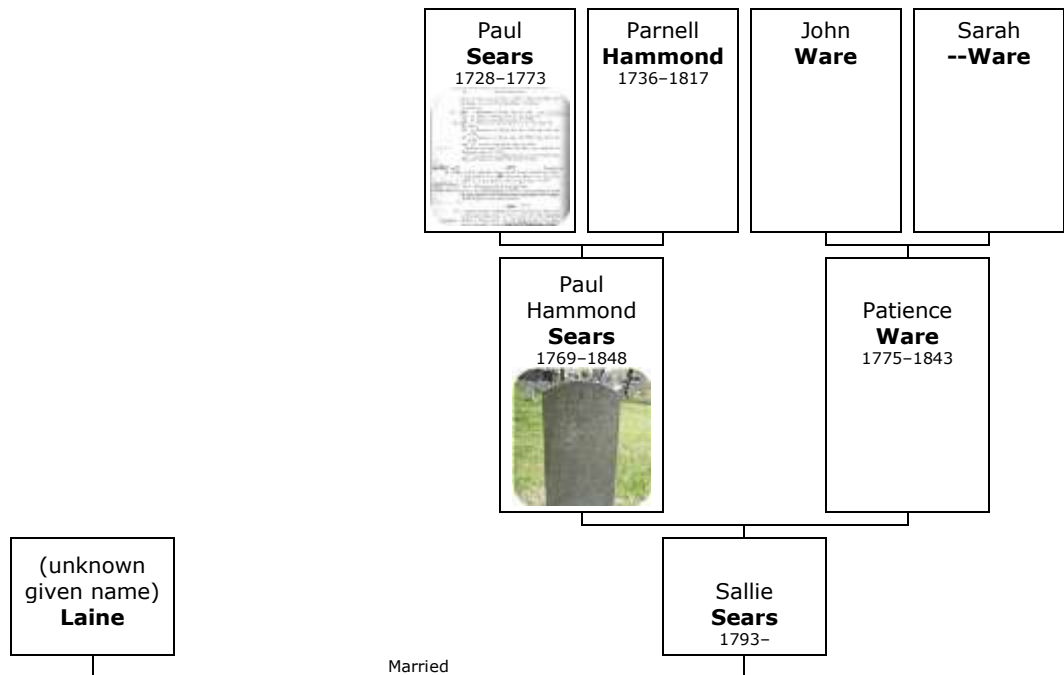 Paul
Sears
1728–1773
Parnell
Hammond
1736–1817
John
Ware
Sarah
--Ware
Paul
Hammond
Sears
1769–1848
Patience
Ware
1775–1843
(unknown
given name)
Laine
Sallie
Sears
1793–
Married